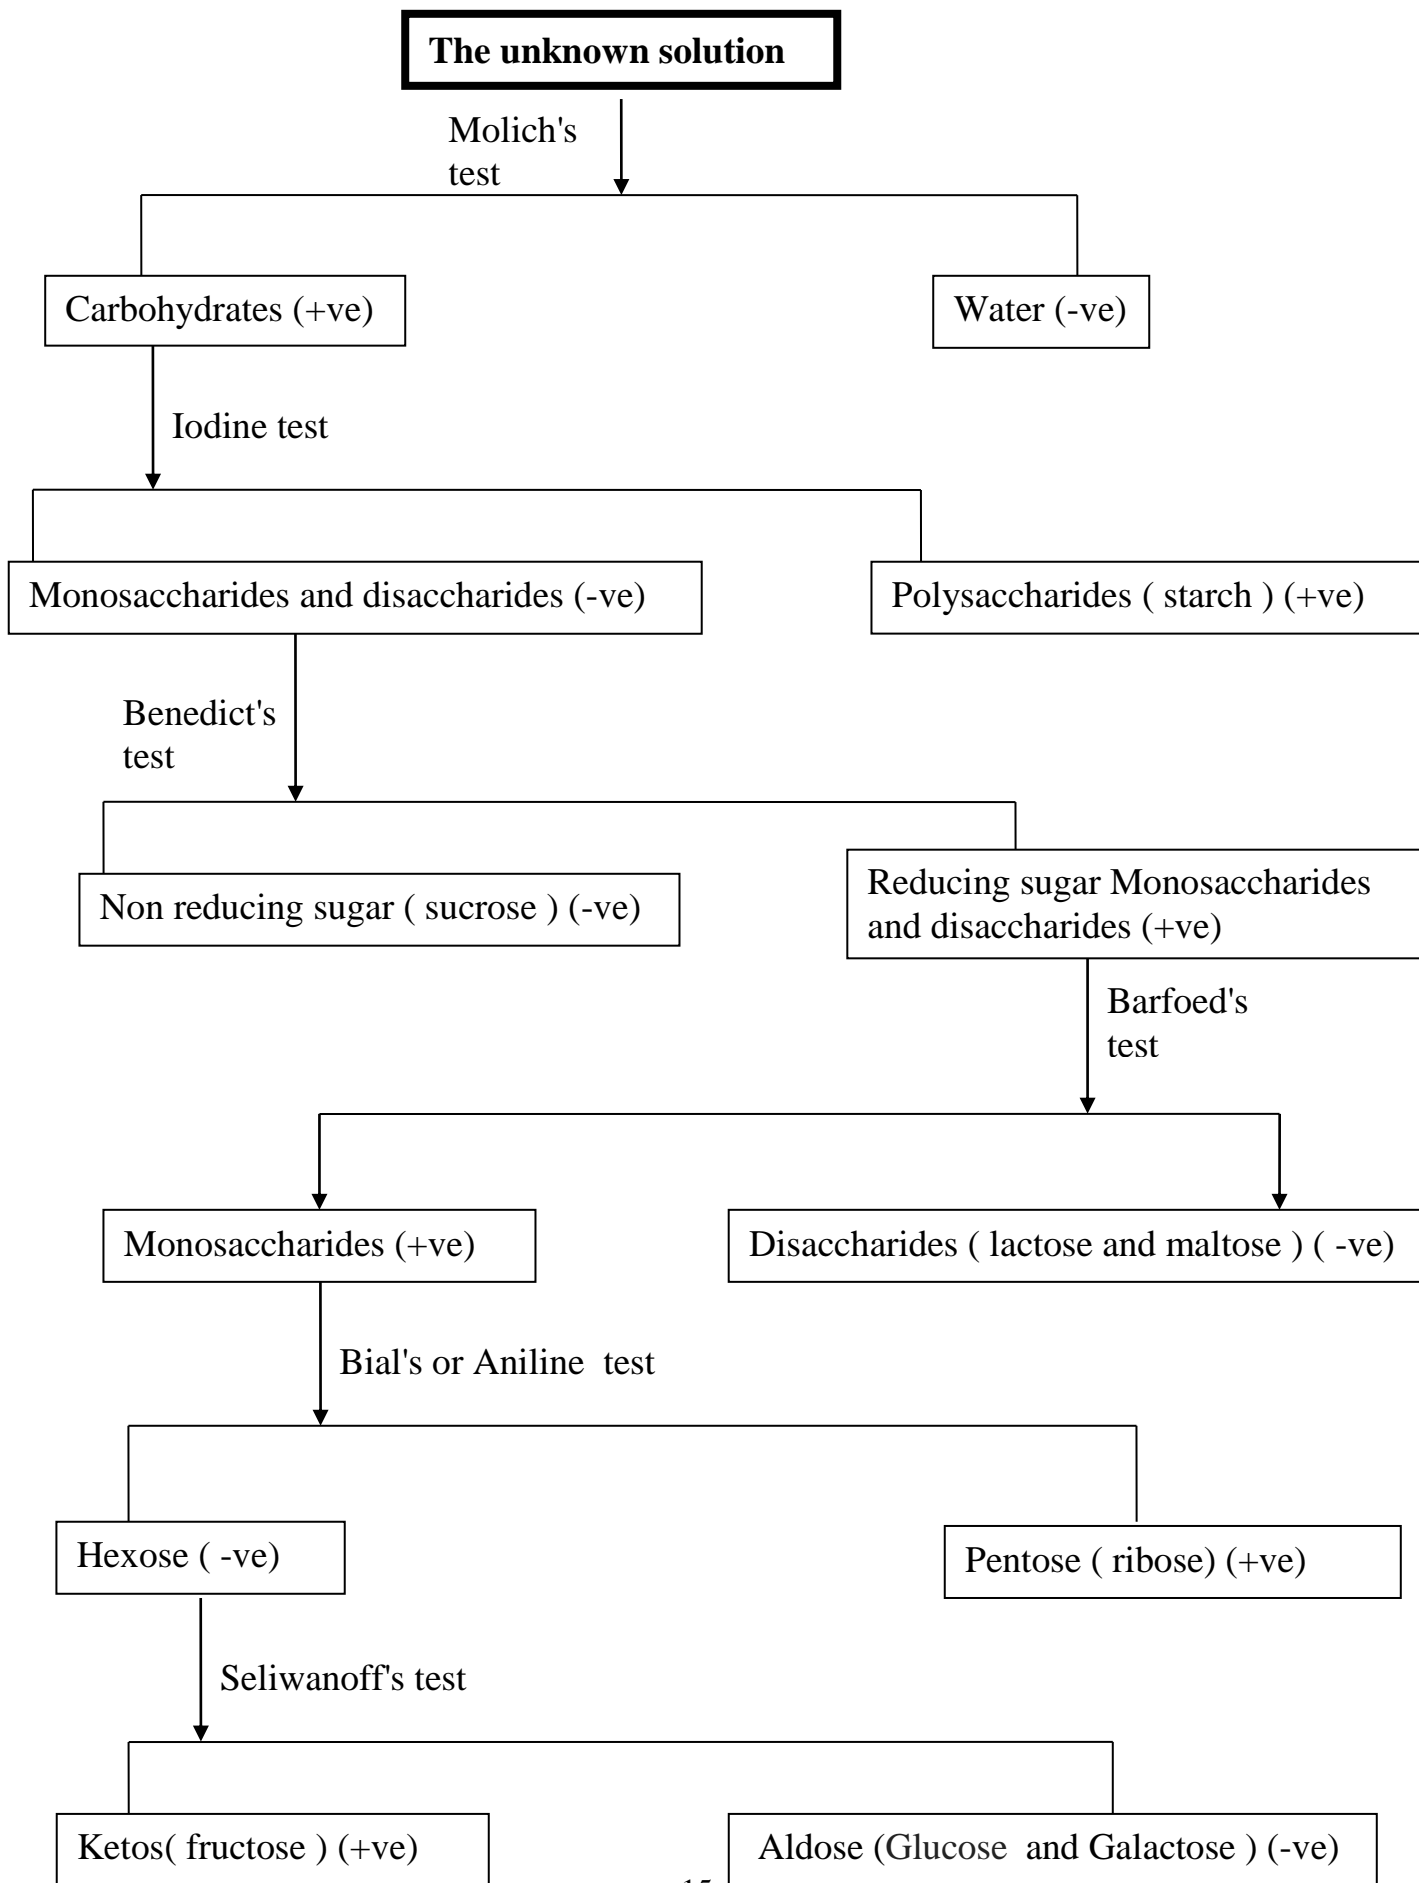 The unknown solution
Molich's
test
Carbohydrates (+ve)
Water (-ve)
Iodine test
Monosaccharides and disaccharides (-ve)
Polysaccharides ( starch ) (+ve)
Benedict's
test
Non reducing sugar ( sucrose ) (-ve)
Reducing sugar Monosaccharides
and disaccharides (+ve)
Barfoed's
test
Monosaccharides (+ve)
Disaccharides ( lactose and maltose ) ( -ve)
Bial's or Aniline  test
Hexose ( -ve)
Pentose ( ribose) (+ve)
Seliwanoff's test
Ketos( fructose ) (+ve)
Aldose (Glucose  and Galactose ) (-ve)